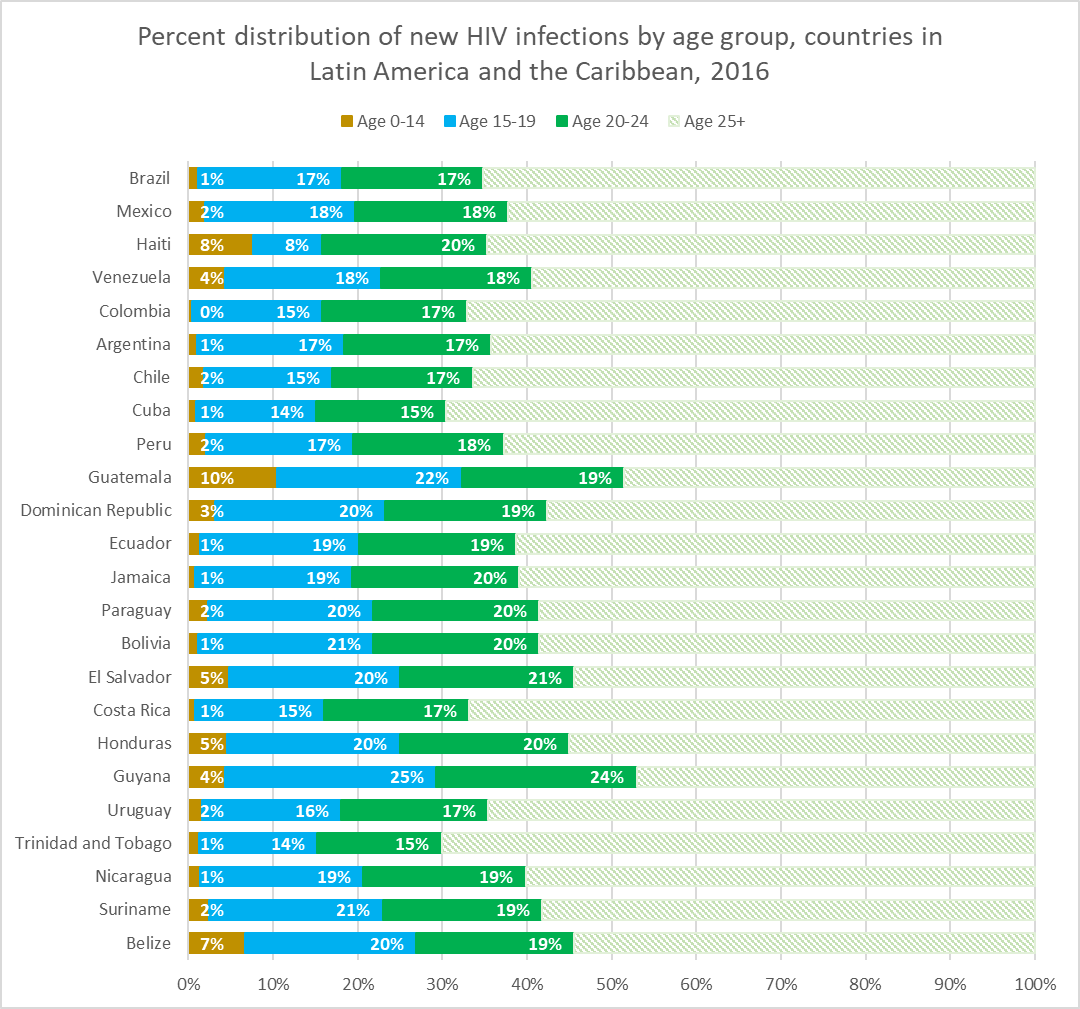 Percent distribution of new HIV infections by age group, countries in
Latin America and the Caribbean, 2016
Age 0-14 Age 15-19 Age 20-24 Age 25+
Brazil 1% 17% 17%
Mexico 2% 18% 18%
Haiti 8% 8% 20%
Venezuela 4% 18% 18%
Colombia 0% 15% 17%
Argentina 1% 17% 17%
Chile 2% 15% 17%
Cuba 1% 14% 15%
Peru 2% 17% 18%
Guatemala 10% 22% 19%
Dominican Republic 3% 20% 19%
Ecuador 1% 19% 19%
Jamaica 1% 19% 20%
Paraguay 2% 20% 20%
Bolivia 1% 21% 20%
El Salvador 5% 20% 21%
Costa Rica 1% 15% 17%
Honduras 5% 20% 20%
Guyana 4% 25% 24%
Uruguay 2% 16% 17%
Trinidad and Tobago 1% 14% 15%
Nicaragua 1% 19% 19%
Suriname 2% 21% 19%
Belize 7% 20% 19%
0% 10% 20% 30% 40% 50% 60% 70% 80% 90% 100%